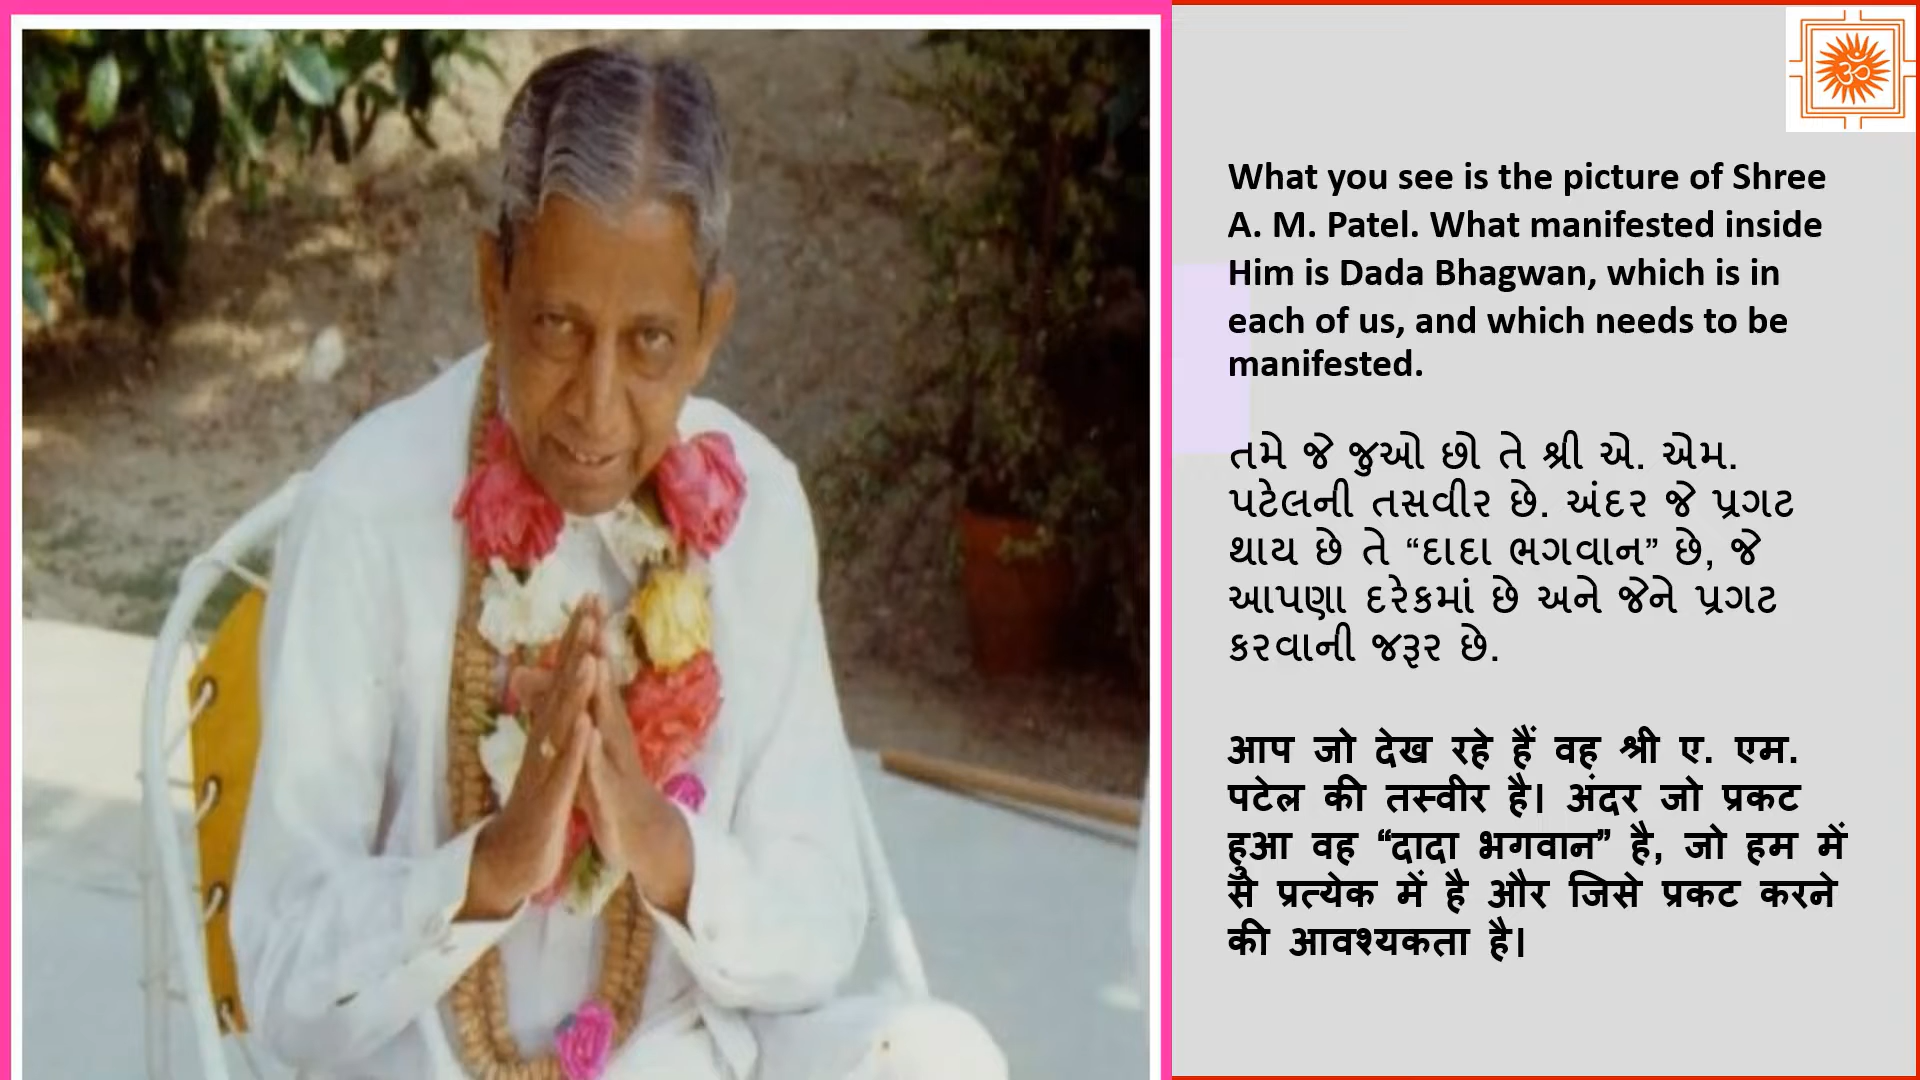 What you see is the picture of Shree
A. M. Patel. What manifested inside
Him is Dada Bhagwan, which is in
each of us, and which needs to be
manifested.
તમે જે જુઓ છો તે શ્રી એ. એમ.
પટેલની તસવીર છે. અંદર જે પ્રગટ
થાય છે તે “દાદા ભગવાન” છે, જે
આપણા દરેકમાં છે અને જેને પ્રગટ
કરવાની જરૂર છે.
आप जो देख रहे हैं वह श्री ए. एम.
पटेल की तस्वीर है। अंदर जो प्रकट
हुआ वह “दादा भगवान” है, जो हम में
से प्रत्येक में है और जिसे प्रकट करने
की आवश्यकता है।
ॐ